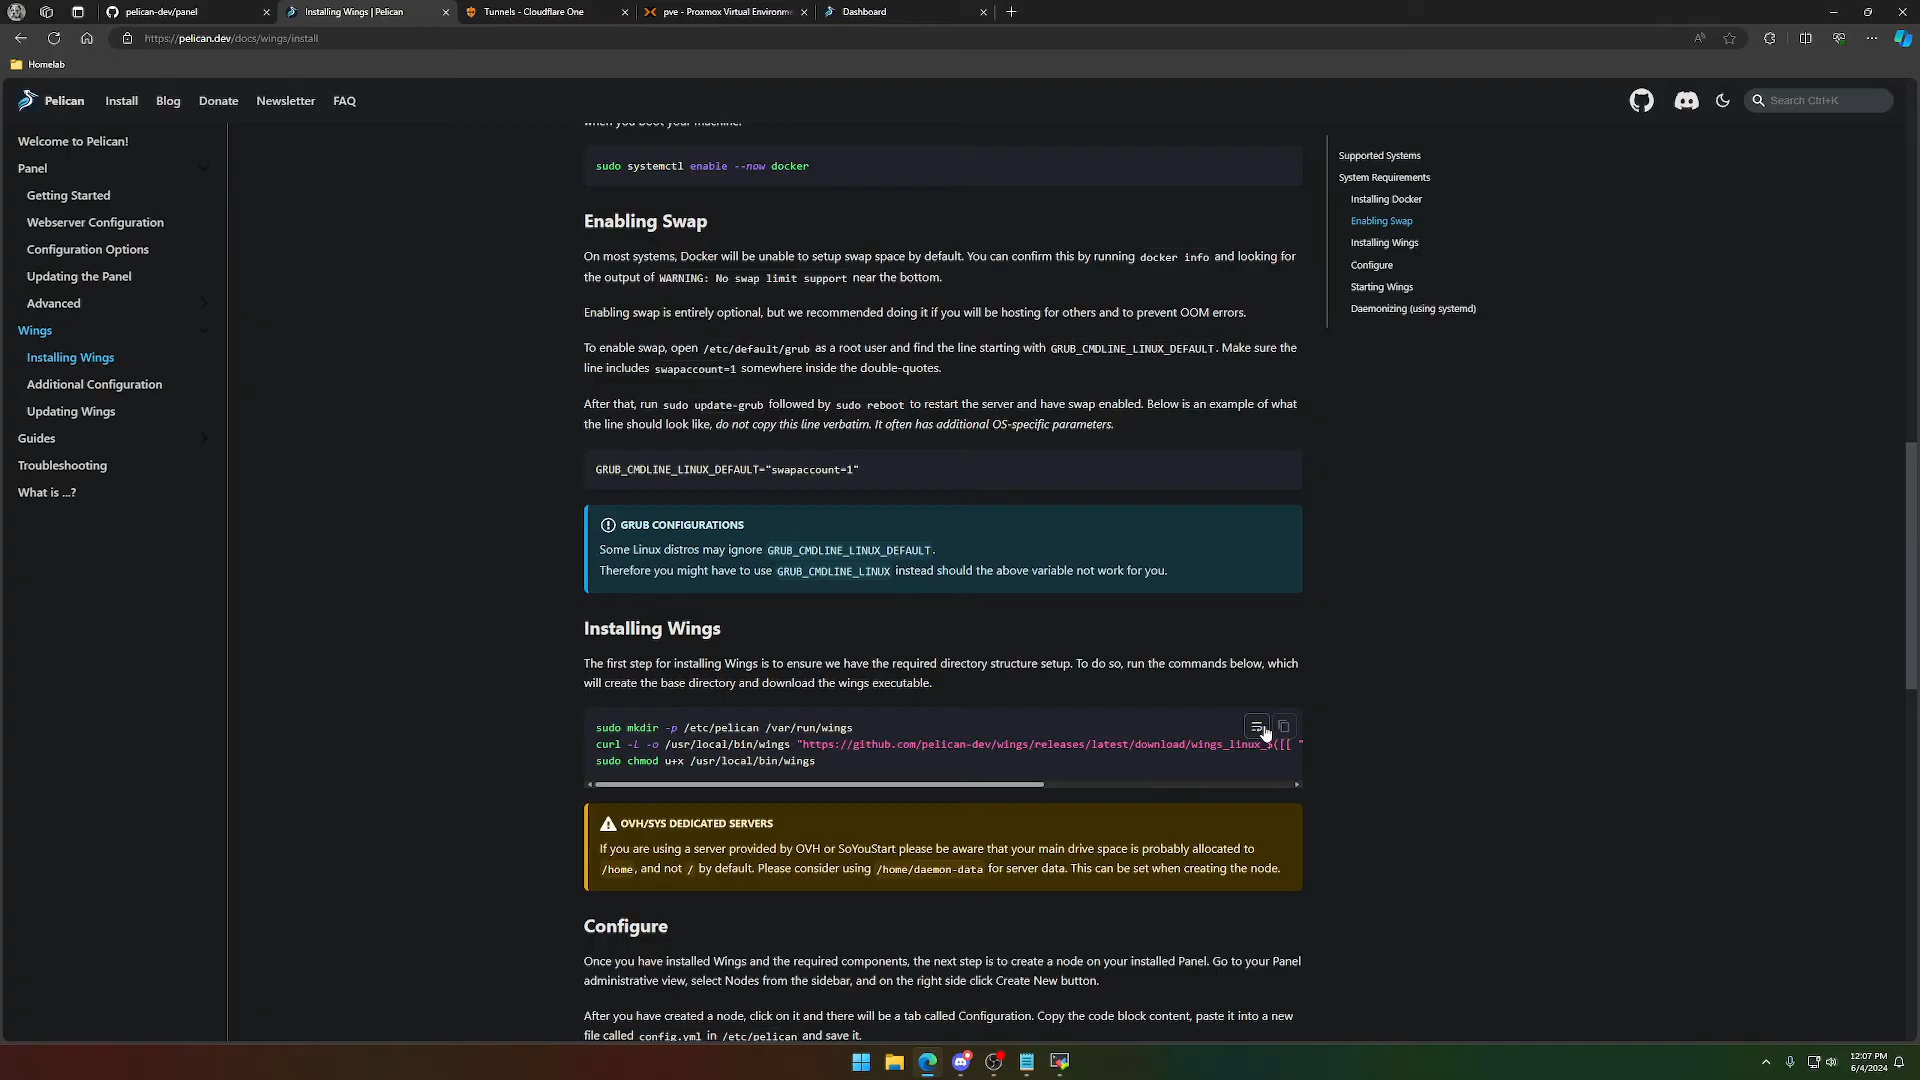 pelican-dev/panel
Installing Wings | Pelican
Tunnels - Cloudflare One
pve - Proxmox Virtual Environme
Dashboard
https://pelican.dev/docs/wings/install
Homelab
Pelican
Install
Blog
Donate
Newsletter
FAQ
Search Ctrl+K
Welcome to Pelican!
Panel
Getting Started
Webserver Configuration
Configuration Options
Updating the Panel
Advanced
Wings
Installing Wings
Additional Configuration
Updating Wings
Guides
Troubleshooting
What is ...?
when you boot your machine.
sudo systemctl enable --now docker
Enabling Swap
On most systems, Docker will be unable to setup swap space by default. You can confirm this by running docker info and looking for
the output of WARNING: No swap limit support near the bottom.
Enabling swap is entirely optional, but we recommended doing it if you will be hosting for others and to prevent OOM errors.
To enable swap, open /etc/default/grub as a root user and find the line starting with GRUB_CMDLINE_LINUX_DEFAULT. Make sure the
line includes swapaccount=1 somewhere inside the double-quotes.
After that, run sudo update-grub followed by sudo reboot to restart the server and have swap enabled. Below is an example of what
the line should look like, do not copy this line verbatim. It often has additional OS-specific parameters.
GRUB_CMDLINE_LINUX_DEFAULT="swapaccount=1"
GRUB CONFIGURATIONS
Some Linux distros may ignore GRUB_CMDLINE_LINUX_DEFAULT.
Therefore you might have to use GRUB_CMDLINE_LINUX instead should the above variable not work for you.
Installing Wings
The first step for installing Wings is to ensure we have the required directory structure setup. To do so, run the commands below, which
will create the base directory and download the wings executable.
sudo mkdir -p /etc/pelican /var/run/wings
curl -L -o /usr/local/bin/wings "https://github.com/pelican-dev/wings/releases/latest/download/wings_linux_$([[ "
sudo chmod u+x /usr/local/bin/wings
OVH/SYS DEDICATED SERVERS
If you are using a server provided by OVH or SoYouStart please be aware that your main drive space is probably allocated to
/home, and not / by default. Please consider using /home/daemon-data for server data. This can be set when creating the node.
Configure
Once you have installed Wings and the required components, the next step is to create a node on your installed Panel. Go to your Panel
administrative view, select Nodes from the sidebar, and on the right side click Create New button.
After you have created a node, click on it and there will be a tab called Configuration. Copy the code block content, paste it into a new
file called config.yml in /etc/pelican and save it.
Supported Systems
System Requirements
Installing Docker
Enabling Swap
Installing Wings
Configure
Starting Wings
Daemonizing (using systemd)
12:07 PM
6/4/2024